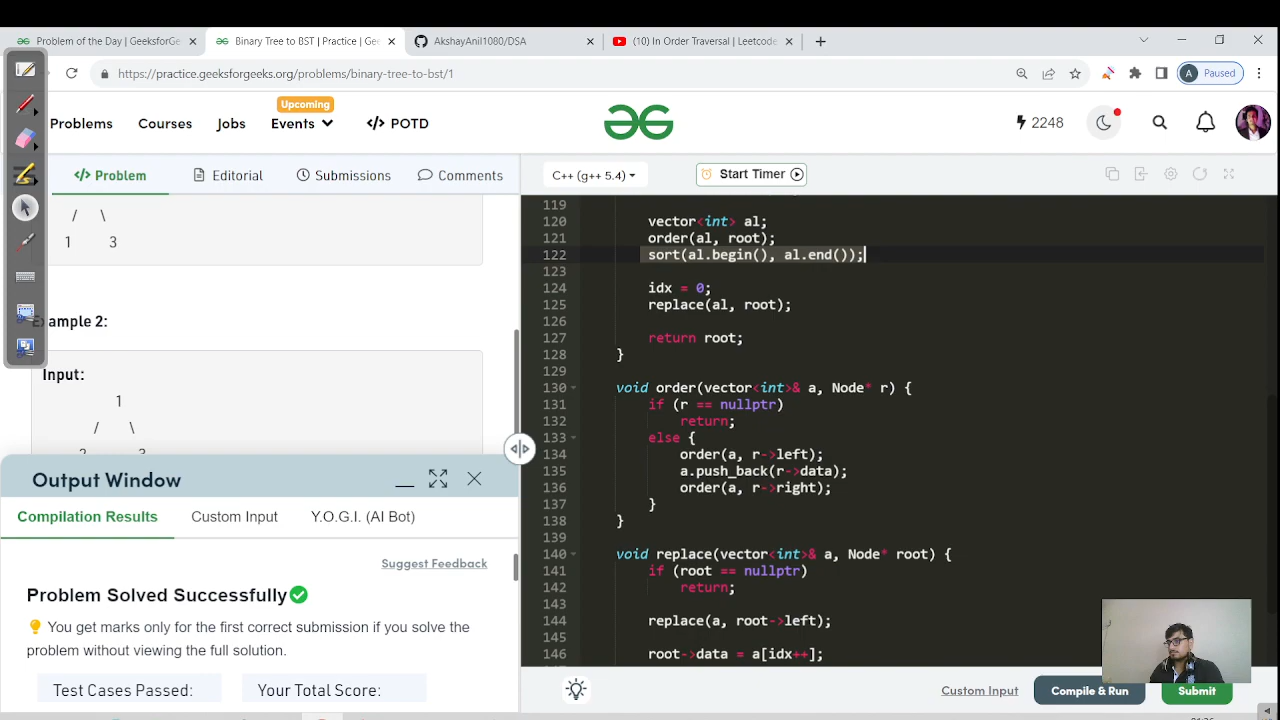 Problem of the Day | GeeksforG
Binary Tree to BST | Practice | Ge
AkshayAnil1080/DSA
(10) In Order Traversal | Leetcode
https://practice.geeksforgeeks.org/problems/binary-tree-to-bst/1
A Paused
Upcoming
Problems
Courses
Jobs
Events
</> POTD
2248
</> Problem
Editorial
Submissions
Comments
C++ (g++ 5.4)
Start Timer
/ \
1 3
Example 2:
Input:
1
/ \
Output Window
Compilation Results
Custom Input
Y.O.G.I. (AI Bot)
Suggest Feedback
Problem Solved Successfully
You get marks only for the first correct submission if you solve the
problem without viewing the full solution.
Test Cases Passed:
Your Total Score:
119
120 vector<int> al;
121 order(al, root);
122 sort(al.begin(), al.end());
123
124 idx = 0;
125 replace(al, root);
126
127 return root;
128 }
129
130 void order(vector<int>& a, Node* r) {
131 if (r == nullptr)
132 return;
133 else {
134 order(a, r->left);
135 a.push_back(r->data);
136 order(a, r->right);
137 }
138 }
139
140 void replace(vector<int>& a, Node* root) {
141 if (root == nullptr)
142 return;
143
144 replace(a, root->left);
145
146 root->data = a[idx++];
Custom Input
Compile & Run
Submit